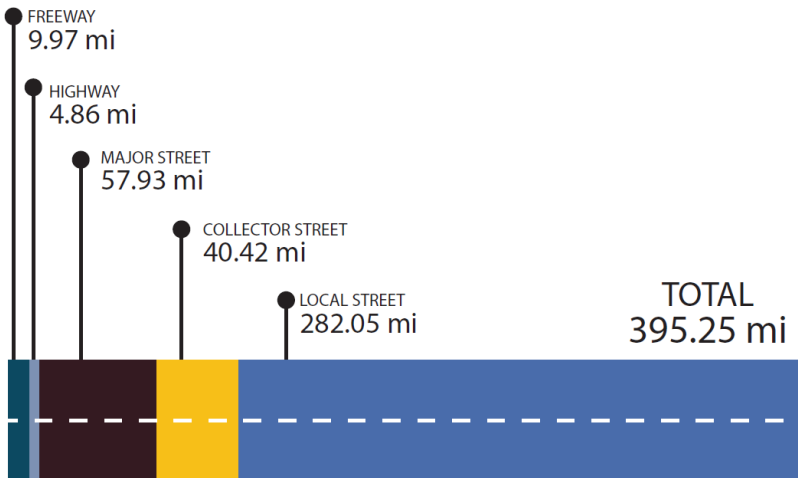 FREEWAY
9.97 mi
HIGHWAY
4.86 mi
MAJOR STREET
57.93 mi
COLLECTOR STREET
40.42 mi
LOCAL STREET
282.05 mi
TOTAL
395.25 mi